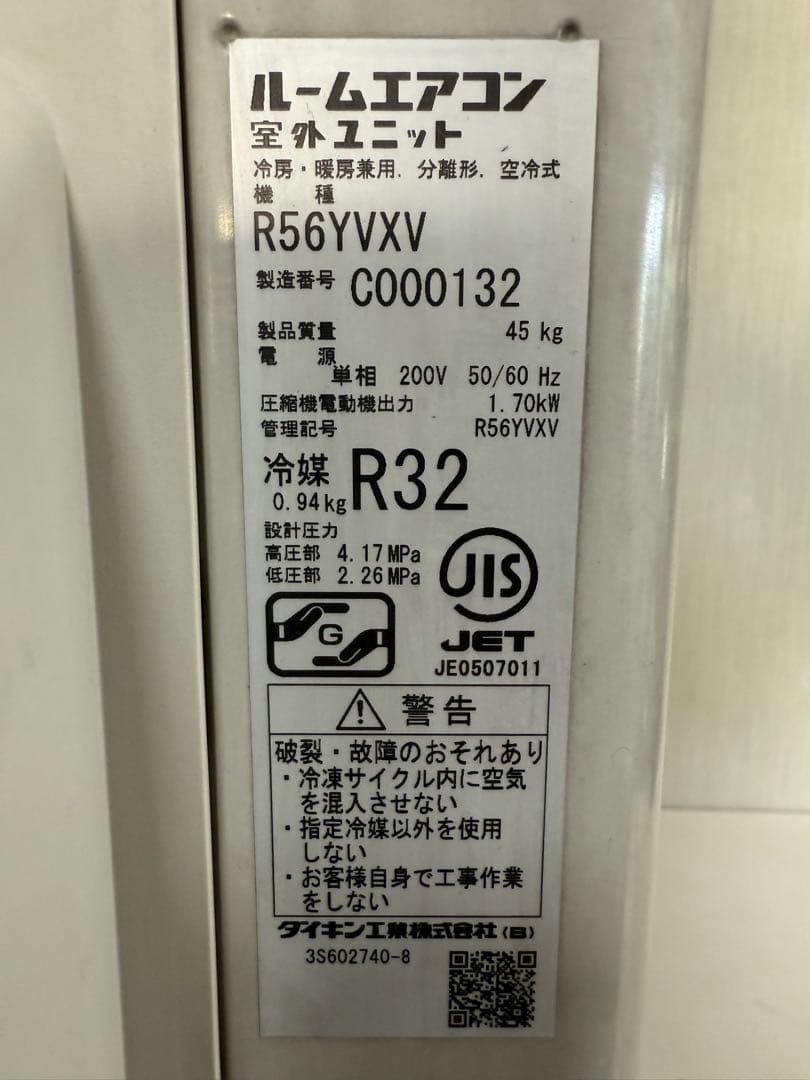 ルームエアコン
室外ユニット
冷房・暖房兼用. 分離形. 空冷式
機 種
R56YVXV
製造番号 C000132
製品質量 45 kg
電 源
単相 200V 50/60 Hz
圧縮機電動機出力 1.70kW
管理記号 R56YVXV
冷媒 R32
0.94kg
設計圧力
高圧部 4.17MPa
低圧部 2.26MPa
JIS
G
JET
JE0507011
警告
破裂・故障のおそれあり
・冷凍サイクル内に空気
を混入させない
・指定冷媒以外を使用
しない
・お客様自身で工事作業
をしない
ダイキン工業株式会社(B)
3S602740-8